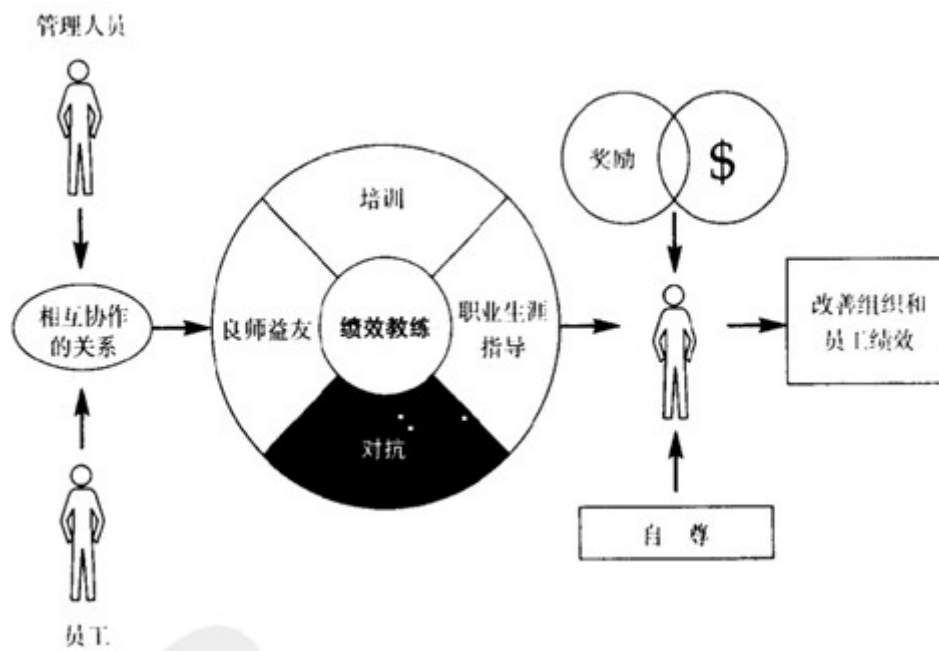 管理人员
相互协作
的关系
员工
培训
良师益友
绩效教练
职业生涯
指导
对抗
奖励
$
自 尊
改善组织和
员工绩效